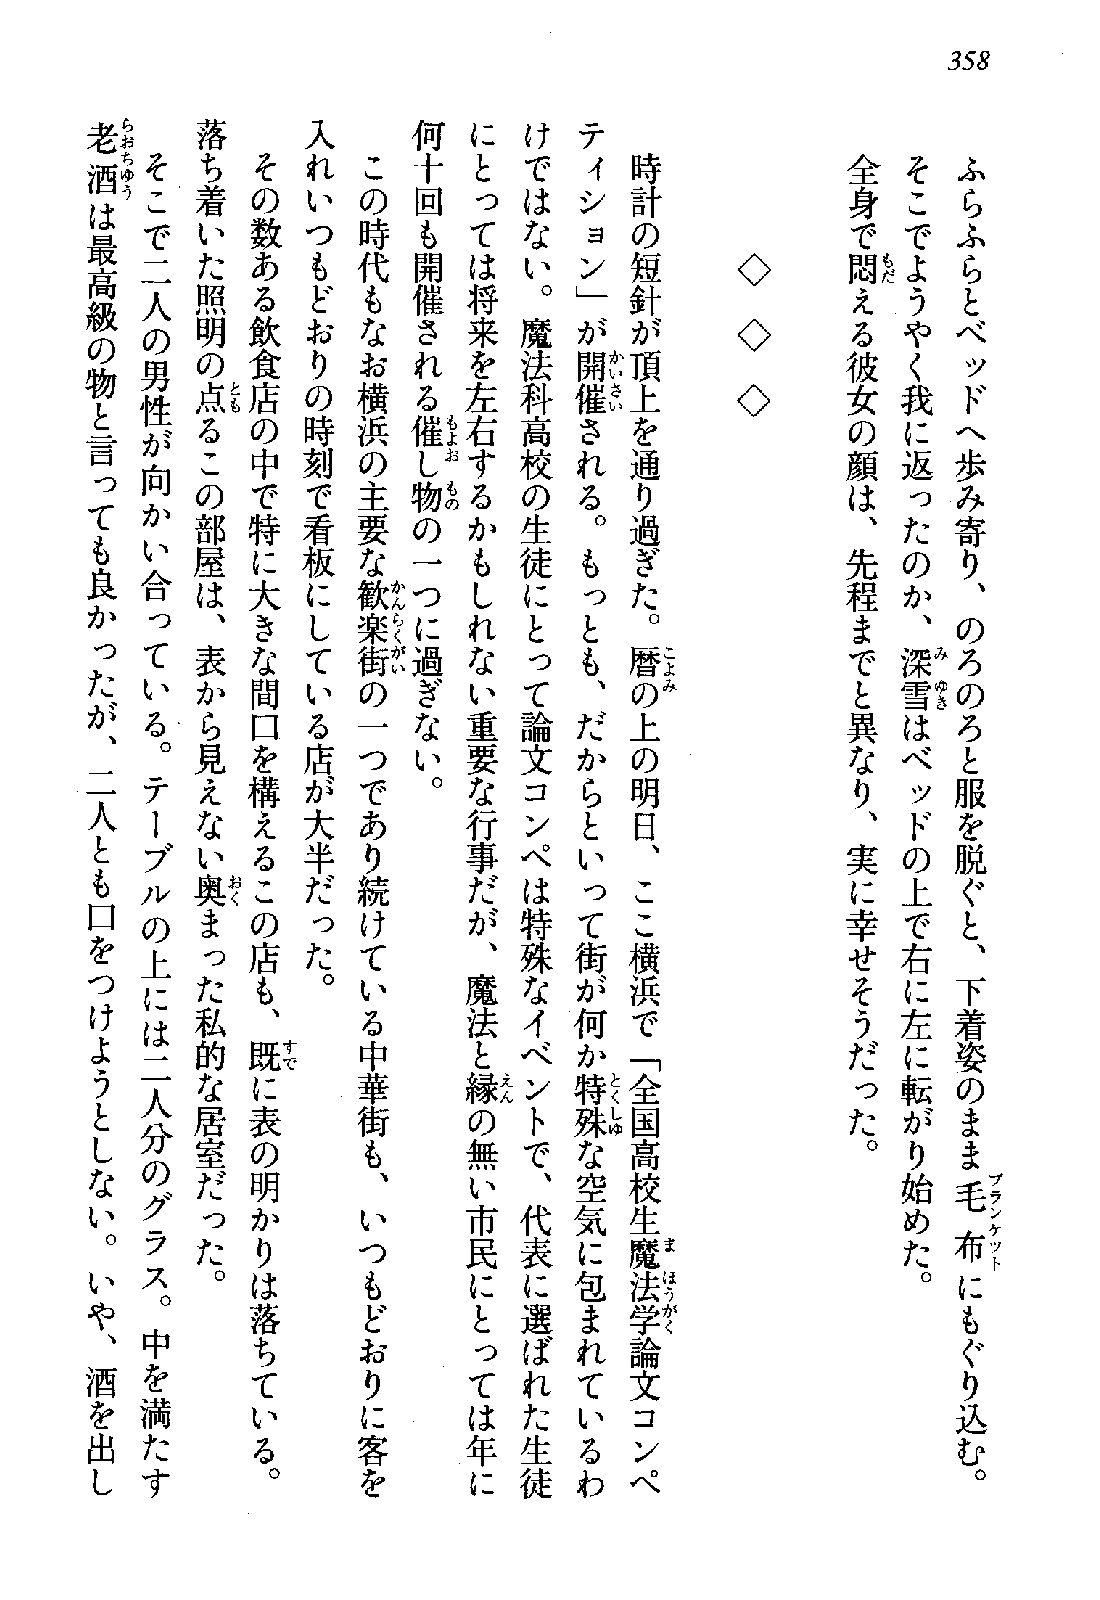 358
ふらふらとベッドへ歩み寄り、のろのろと服を脱ぐと、下着姿のまま毛布にもぐり込む。
そこでようやく我に返ったのか、深雪はベッドの上で右に左に転がり始めた。
全身で悶える彼女の顔は、先程までと異なり、実に幸せそうだった。
◇ ◇ ◇
時計の短針が頂上を通り過ぎた。暦の上の明日、ここ横浜で「全国高校生魔法学論文コンペ
ティション」が開催される。もっとも、だからといって街が何か特殊な空気に包まれているわ
けではない。魔法科高校の生徒にとって論文コンペは特殊なイベントで、代表に選ばれた生徒
にとっては将来を左右するかもしれない重要な行事だが、魔法と縁の無い市民にとっては年に
何十回も開催される催し物の一つに過ぎない。
この時代もなお横浜の主要な歓楽街の一つであり続けている中華街も、いつもどおりに客を
入れいつもどおりの時刻で看板にしている店が大半だった。
その数ある飲食店の中で特に大きな間口を構えるこの店も、既に表の明かりは落ちている。
落ち着いた照明の点るこの部屋は、表から見えない奥まった私的な居室だった。
そこで二人の男性が向かい合っている。テーブルの上には二人分のグラス。中を満たす
老酒は最高級の物と言っても良かったが、二人とも口をつけようとしない。いや、酒を出し